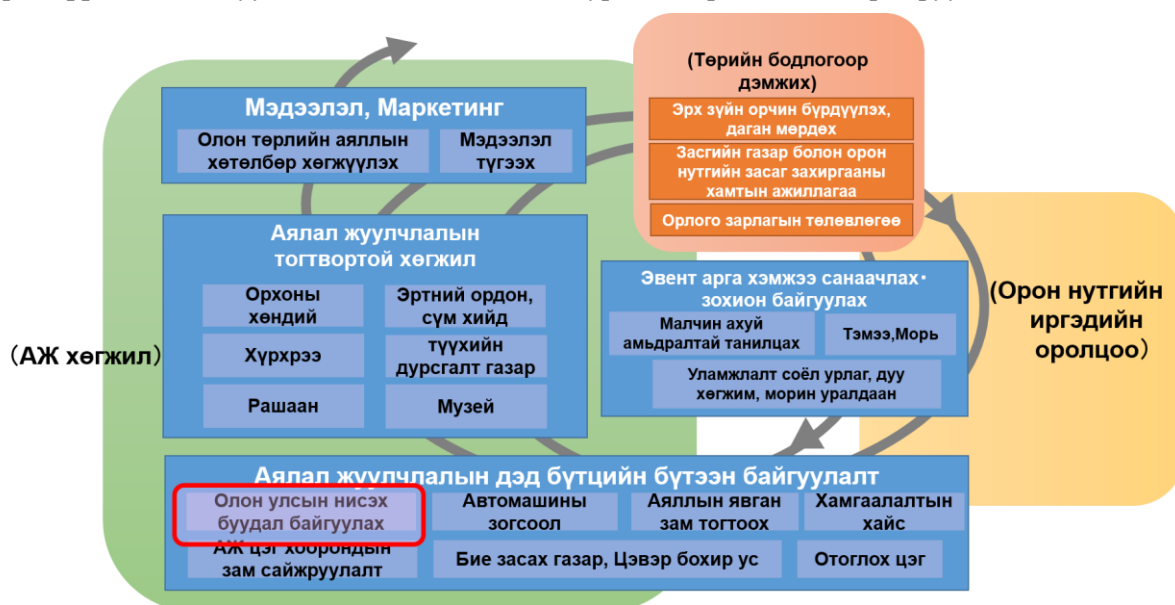 (Төрийн бодлогоор
дэмжих)
Эрх зүйн орчин бүрдүүлэх,
даган мөрдөх
Засгийн газар болон орон
нутгийн засаг захиргааны
хамтын ажиллагаа
Орлого зарлагын төлөвлөгөө
Мэдээлэл, Маркетинг
Олон төрлийн аяллын
хөтөлбөр хөгжүүлэх
Мэдээлэл
түгээх
Аялал жуулчлалын
тогтвортой хөгжил
Орхоны
хөндий
Эртний ордон,
сүм хийд
Хүрхрээ
түүхийн
дурсгалт газар
Рашаан
Музей
(АЖ хөгжил)
Эвент арга хэмжээ санаачлах・
зохион байгуулах
Малчин ахуй
амьдралтай танилцах
Тэмээ,Морь
Уламжлалт соёл урлаг, дуу
хөгжим, морин уралдаан
(Орон нутгийн
иргэдийн
оролцоо)
Аялал жуулчлалын дэд бүтцийн бүтээн байгуулалт
Олон улсын нисэх
буудал байгуулах
Автомашины
зогсоол
Аяллын явган
зам тогтоох
Хамгаалалтын
хайс
АЖ цэг хоорондын
зам сайжруулалт
Бие засах газар, Цэвэр бохир ус
Отоглох цэг